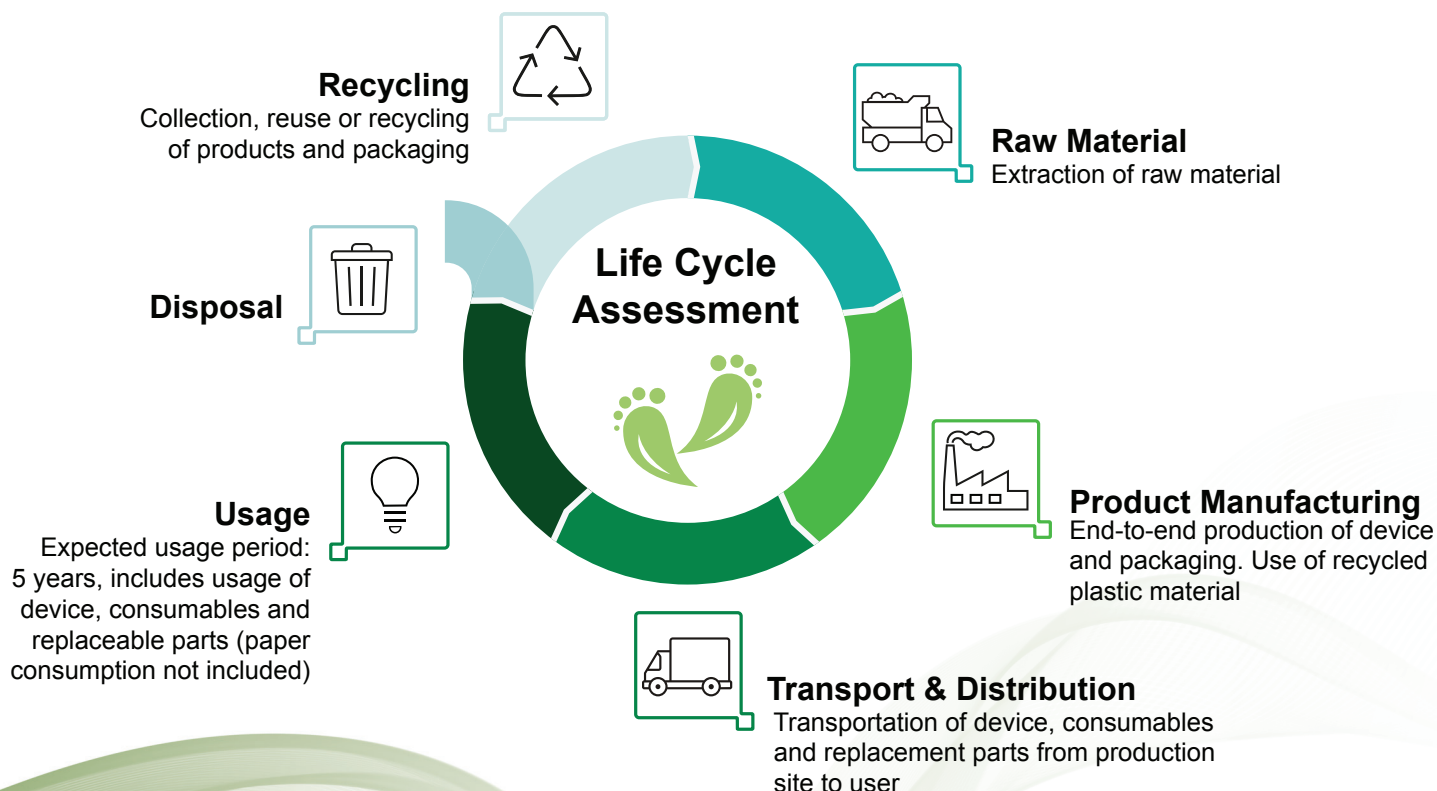 Life Cycle
Assessment
Raw Material
Extraction of raw material
Product Manufacturing
End-to-end production of device
and packaging. Use of recycled
plastic material
Transport & Distribution
Transportation of device, consumables
and replacement parts from production
site to user
Usage
Expected usage period:
5 years, includes usage of
device, consumables and
replaceable parts (paper
consumption not included)
Disposal
Recycling
Collection, reuse or recycling
of products and packaging